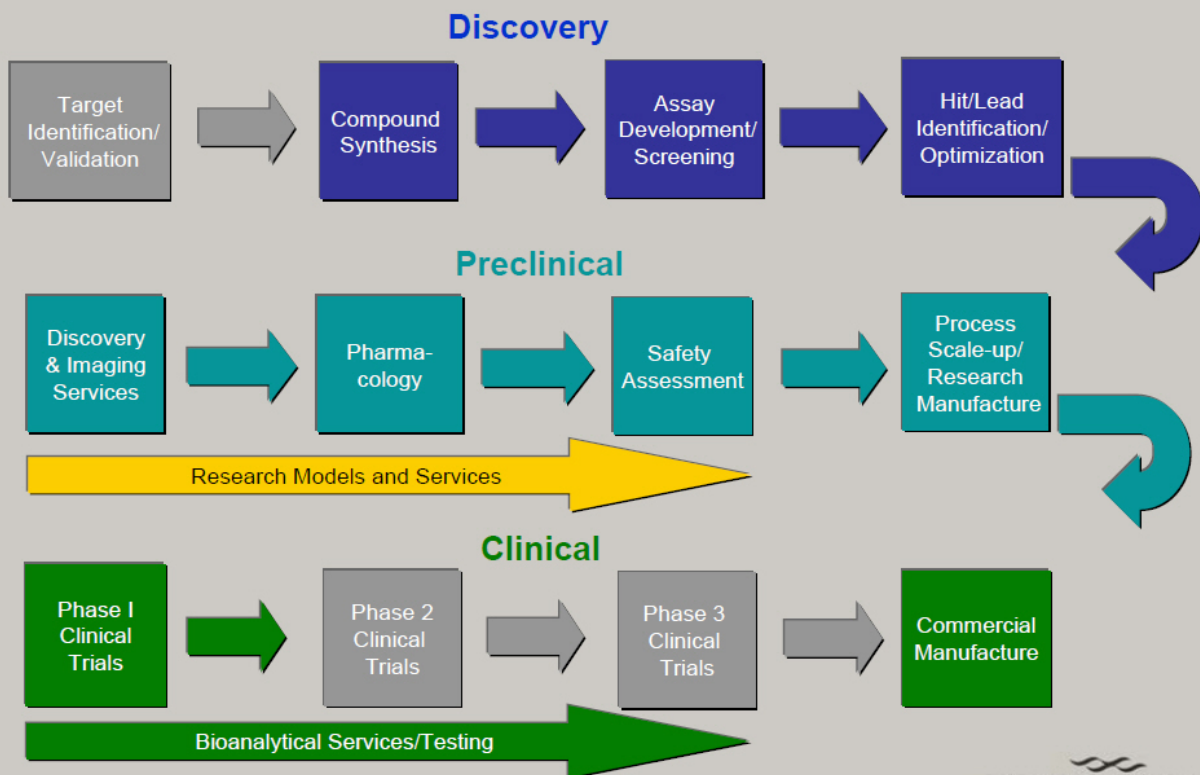 Discovery
Target
Identification/
Validation
Compound
Synthesis
Assay
Development/
Screening
Hit/Lead
Identification/
Optimization
Preclinical
Discovery
& Imaging
Services
Pharma-
cology
Safety
Assessment
Process
Scale-up/
Research
Manufacture
Research Models and Services
Clinical
Phase I
Clinical
Trials
Phase 2
Clinical
Trials
Phase 3
Clinical
Trials
Commercial
Manufacture
Bioanalytical Services/Testing